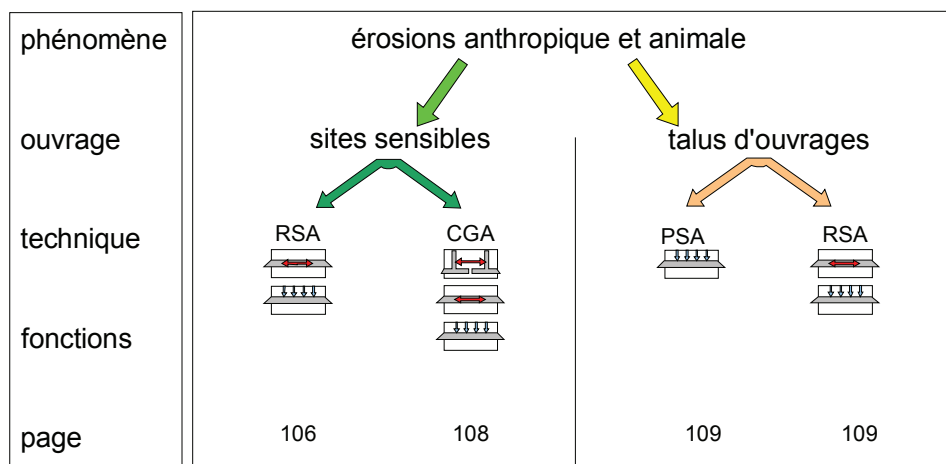 phénomène
érosions anthropique et animale
ouvrage
sites sensibles
talus d'ouvrages
technique
RSA
CGA
PSA
RSA
fonctions
page
106
108
109
109